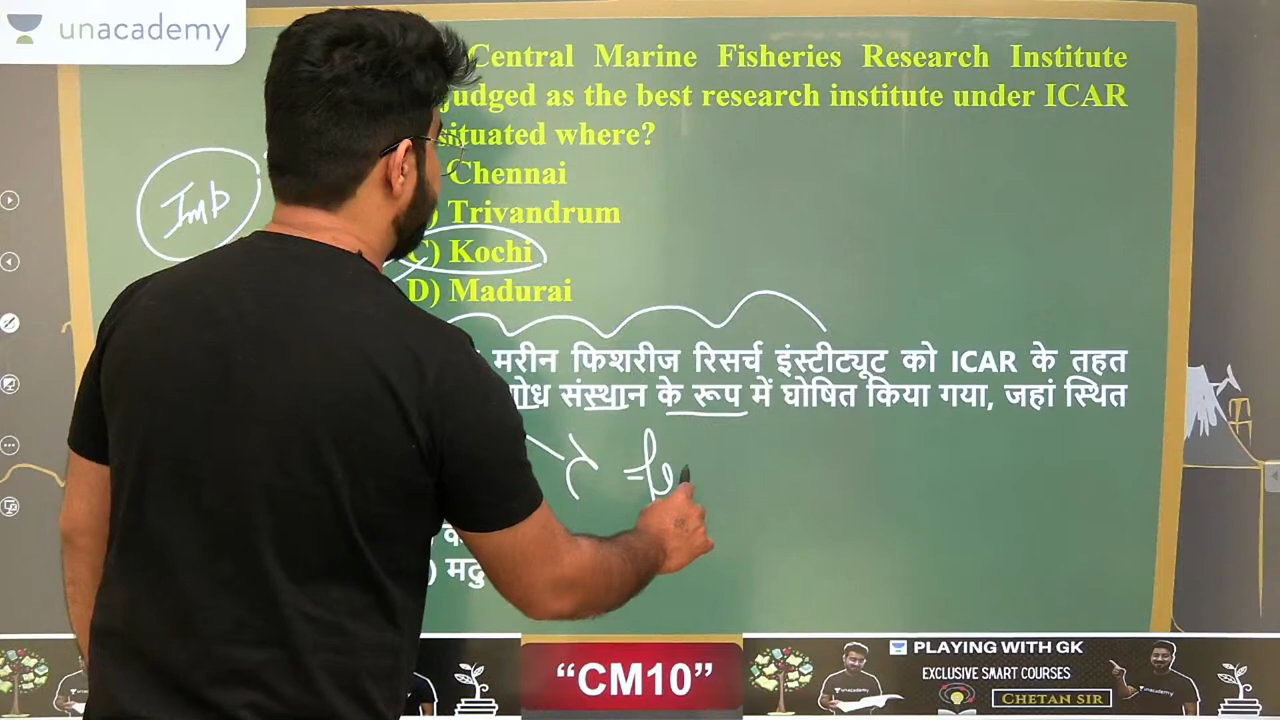 unacademy
Central Marine Fisheries Research Institute
judged as the best research institute under ICAR
situated where?
Chennai
) Trivandrum
Imp
C) Kochi
D) Madurai
मरीन फिशरीज रिसर्च इंस्टीट्यूट को ICAR के तहत
शोध संस्थान के रूप में घोषित किया गया, जहां स्थित
) मदु
"CM10"
PLAYING WITH GK
EXCLUSIVE SMART COURSES
CHETAN SIR
unacademy
unacademy